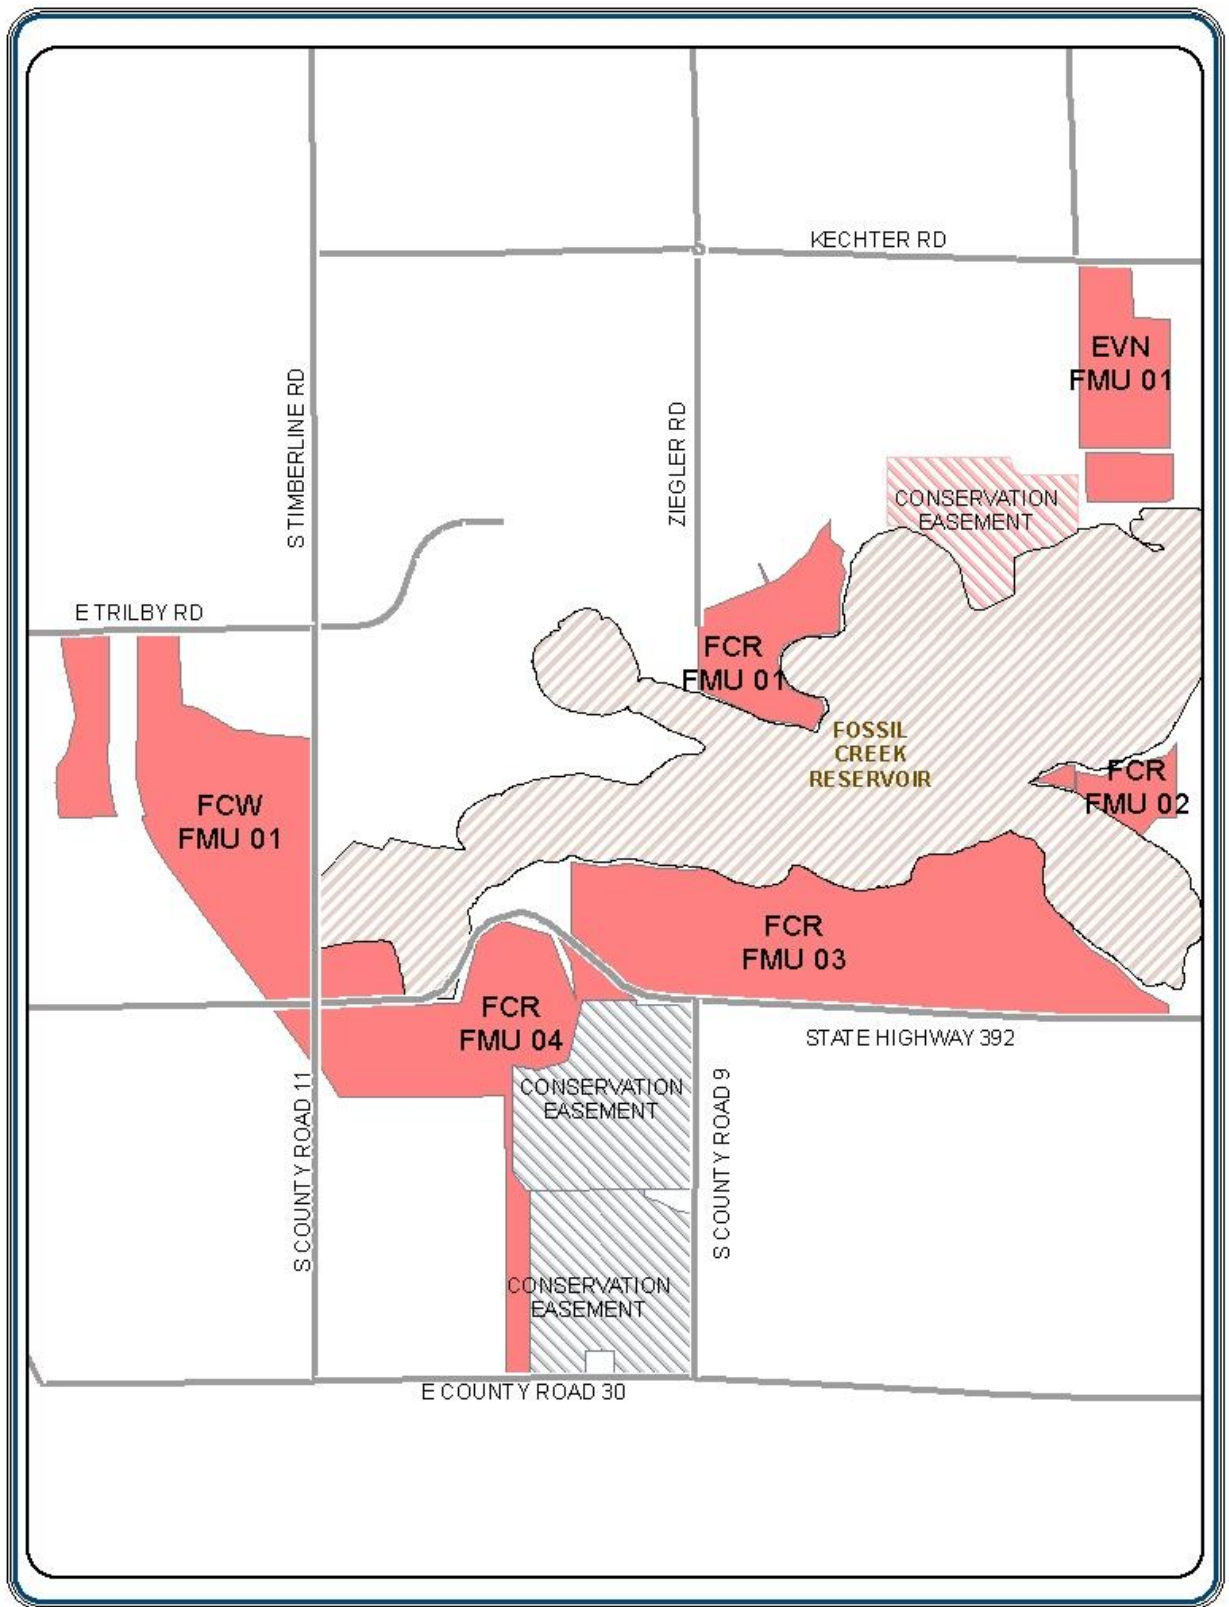 KECHTER RD
EVN
FMU 01
S TIMBERLINE RD
ZIEGLER RD
CONSERVATION
EASEMENT
E TRILBY RD
FCR
FMU 01
FOSSIL
CREEK
RESERVOIR
FCR
FMU 02
FCW
FMU 01
FCR
FMU 03
FCR
FMU 04
STATE HIGHWAY 392
CONSERVATION
EASEMENT
S COUNTY ROAD 11
S COUNTY ROAD 9
CONSERVATION
EASEMENT
E COUNTY ROAD 30